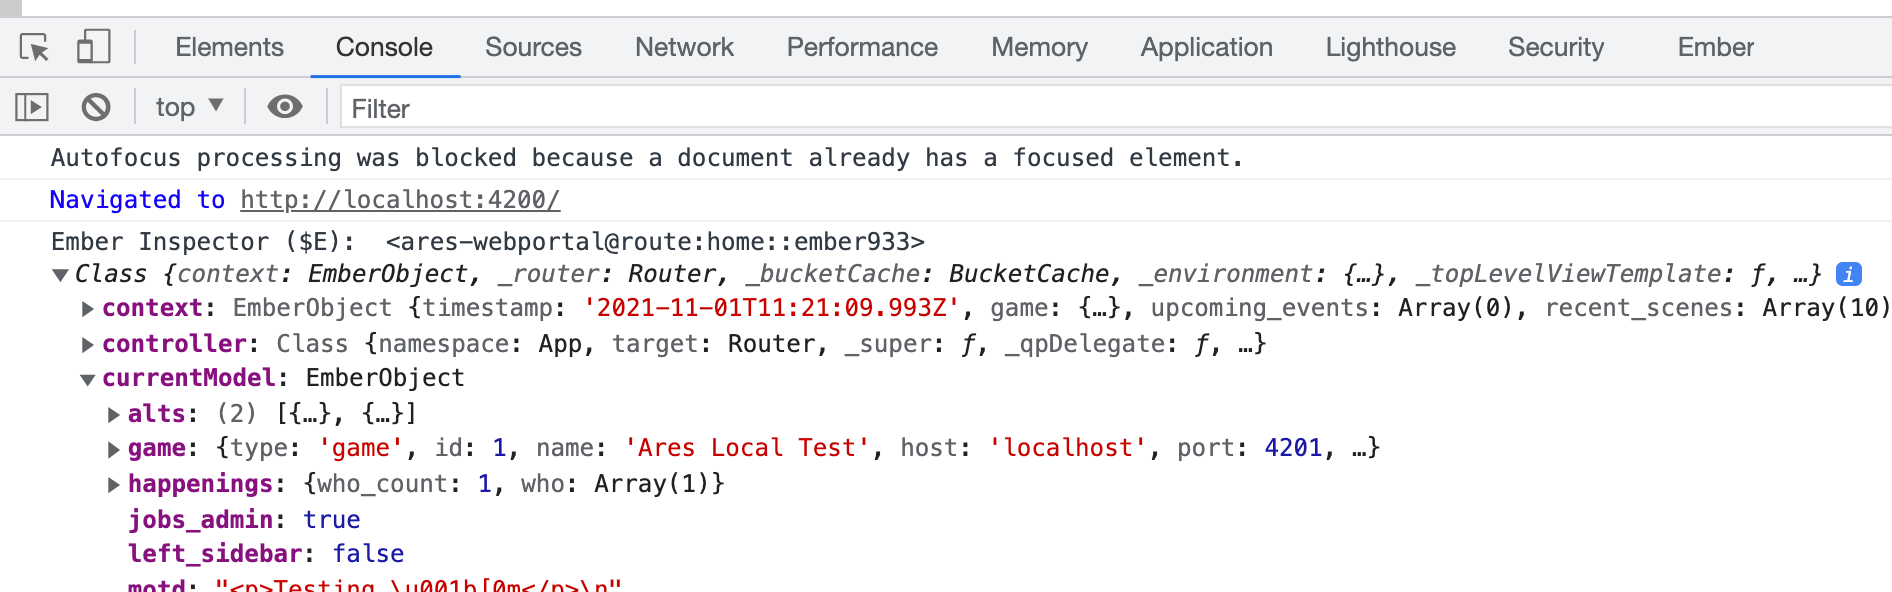 Elements Console Sources Network Performance Memory Application Lighthouse Security Ember
top ▼ Filter
Autofocus processing was blocked because a document already has a focused element.
Navigated to http://localhost:4200/
Ember Inspector ($E):  <ares-webportal@route:home::ember933>
▼Class {context: EmberObject, _router: Router, _bucketCache: BucketCache, _environment: {…}, _topLevelViewTemplate: ƒ, …} i
▶context: EmberObject {timestamp: '2021-11-01T11:21:09.993Z', game: {…}, upcoming_events: Array(0), recent_scenes: Array(10)
▶controller: Class {namespace: App, target: Router, _super: ƒ, _qpDelegate: ƒ, …}
▼currentModel: EmberObject
▶alts: (2) [{…}, {…}]
▶game: {type: 'game', id: 1, name: 'Ares Local Test', host: 'localhost', port: 4201, …}
▶happenings: {who_count: 1, who: Array(1)}
jobs_admin: true
left_sidebar: false
motd: "<p>Testing \u001b[0m</p>\n"